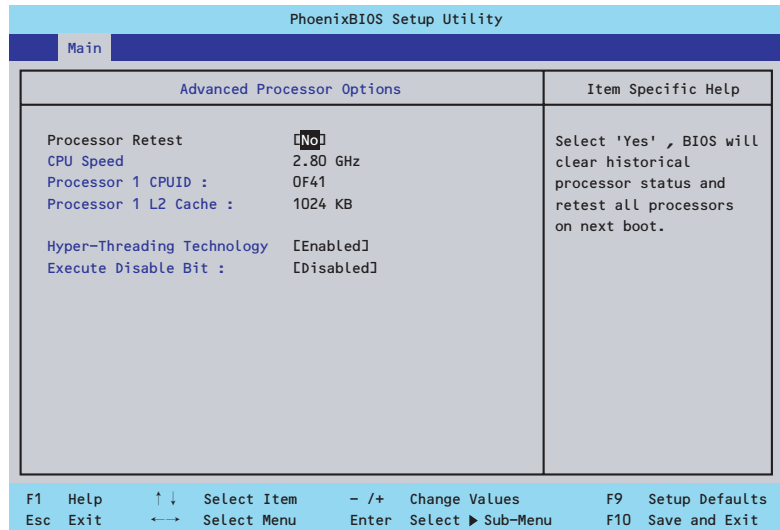 PhoenixBIOS Setup Utility
Main
Advanced Processor Options
Item Specific Help
Processor Retest [No]
CPU Speed 2.80 GHz
Processor 1 CPUID : 0F41
Processor 1 L2 Cache : 1024 KB
Hyper-Threading Technology [Enabled]
Execute Disable Bit : [Disabled]
Select 'Yes' , BIOS will
clear historical
processor status and
retest all processors
on next boot.
F1 Help ↑↓ Select Item - /+ Change Values F9 Setup Defaults
Esc Exit ←→ Select Menu Enter Select ▶ Sub-Menu F10 Save and Exit